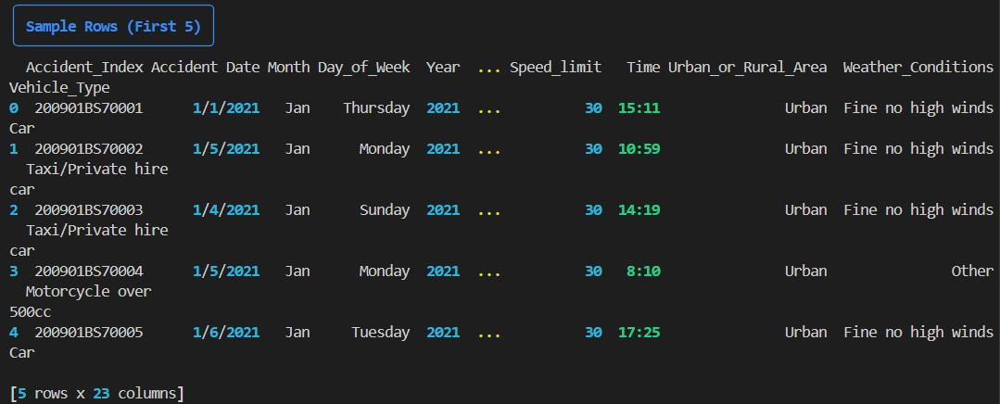 Sample Rows (First 5)
Accident_Index Accident Date Month Day_of_Week Year ... Speed_limit Time Urban_or_Rural_Area Weather_Conditions
Vehicle_Type
0 200901BS70001 1/1/2021 Jan Thursday 2021 ... 30 15:11 Urban Fine no high winds
Car
1 200901BS70002 1/5/2021 Jan Monday 2021 ... 30 10:59 Urban Fine no high winds
Taxi/Private hire
car
2 200901BS70003 1/4/2021 Jan Sunday 2021 ... 30 14:19 Urban Fine no high winds
Taxi/Private hire
car
3 200901BS70004 1/5/2021 Jan Monday 2021 ... 30 8:10 Urban Other
Motorcycle over
500cc
4 200901BS70005 1/6/2021 Jan Tuesday 2021 ... 30 17:25 Urban Fine no high winds
Car
[5 rows x 23 columns]